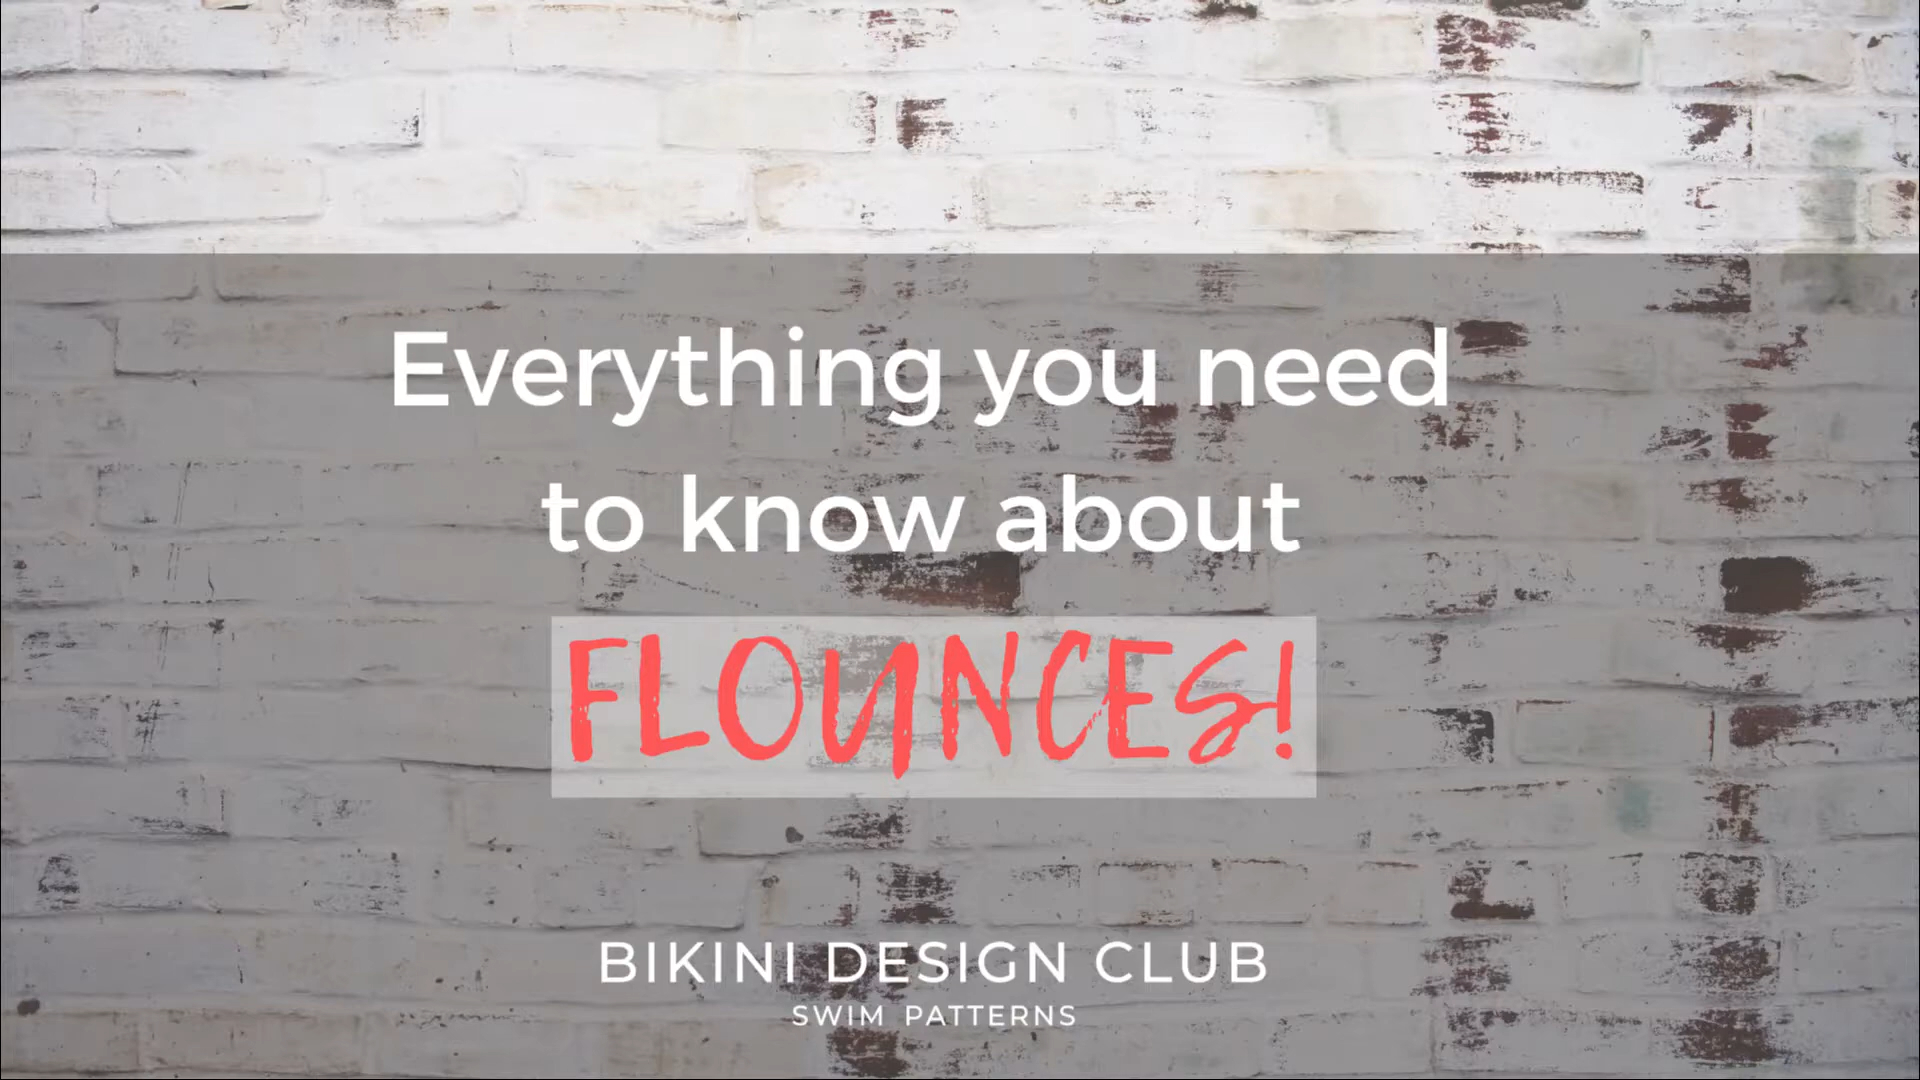 Everything you need
to know about
FLOUNCES!
BIKINI DESIGN CLUB
SWIM PATTERNS